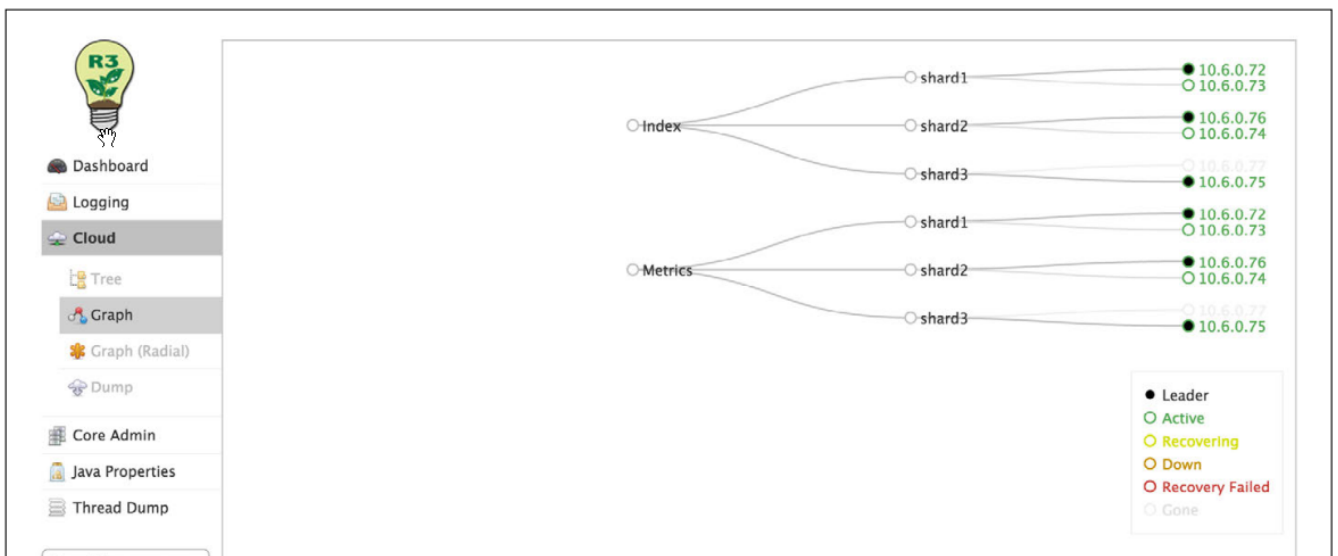 R3
Dashboard
Logging
Cloud
Tree
Graph
Graph (Radial)
Dump
Core Admin
Java Properties
Thread Dump
Index
shard1
10.6.0.72
10.6.0.73
shard2
10.6.0.76
10.6.0.74
shard3
10.6.0.77
10.6.0.75
Metrics
shard1
10.6.0.72
10.6.0.73
shard2
10.6.0.76
10.6.0.74
shard3
10.6.0.77
10.6.0.75
Leader
Active
Recovering
Down
Recovery Failed
Gone